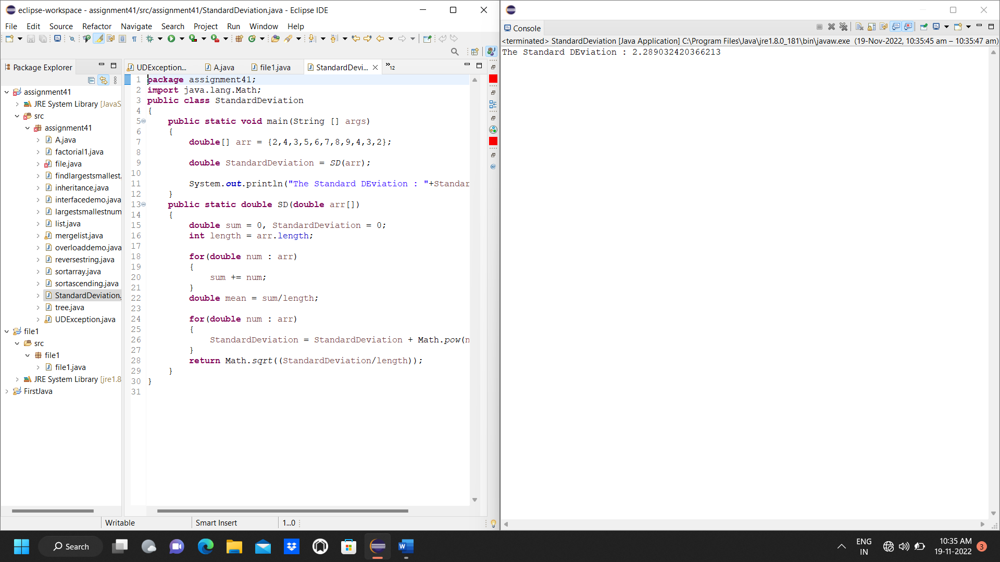 eclipse-workspace - assignment41/src/assignment41/StandardDeviation.java - Eclipse IDE
File Edit Source Refactor Navigate Search Project Run Window Help
Package Explorer
assignment41
JRE System Library [JavaS
src
assignment41
A.java
factorial1.java
file.java
findlargestsmallest.
inheritance.java
interfacedemo.java
largestsmallestnum
list.java
mergelist.java
overloaddemo.java
reversestring.java
sortarray.java
sortascending.java
StandardDeviation.
tree.java
UDException.java
file1
src
file1
file1.java
JRE System Library [jre1.8
FirstJava
UDException... A.java file1.java StandardDevi... 12
1 package assignment41;
2 import java.lang.Math;
3 public class StandardDeviation
4 {
5 public static void main(String [] args)
6 {
7 double[] arr = {2,4,3,5,6,7,8,9,4,3,2};
8
9 double StandardDeviation = SD(arr);
10
11 System.out.println("The Standard DEviation : "+Standar
12 }
13 public static double SD(double arr[])
14 {
15 double sum = 0, StandardDeviation = 0;
16 int length = arr.length;
17
18 for(double num : arr)
19 {
20 sum += num;
21 }
22 double mean = sum/length;
23
24 for(double num : arr)
25 {
26 StandardDeviation = StandardDeviation + Math.pow(n
27 }
28 return Math.sqrt((StandardDeviation/length));
29 }
30 }
31
Writable Smart Insert 1...0
Console
<terminated> StandardDeviation [Java Application] C:\Program Files\Java\jre1.8.0_181\bin\javaw.exe (19-Nov-2022, 10:35:45 am – 10:35:47 am)
The Standard DEviation : 2.289032420366213
Search
ENG
IN
10:35 AM
19-11-2022
3